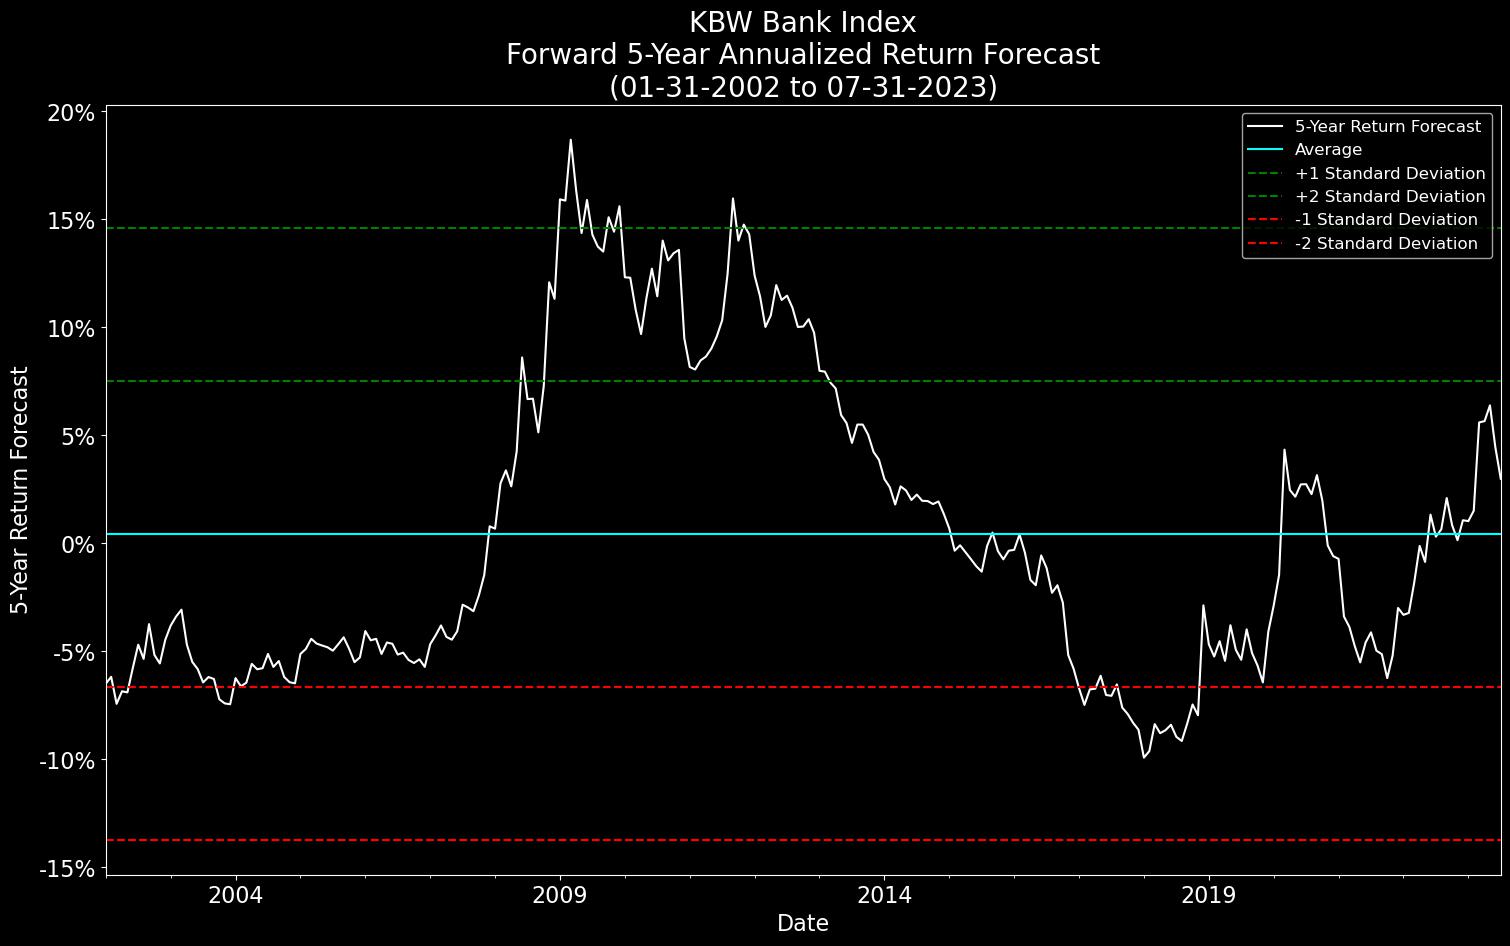 KBW Bank Index
Forward 5-Year Annualized Return Forecast
(01-31-2002 to 07-31-2023)
20%
15%
10%
5%
0%
-5%
-10%
-15%
5-Year Return Forecast
5-Year Return Forecast
Average
+1 Standard Deviation
+2 Standard Deviation
-1 Standard Deviation
-2 Standard Deviation
2004
2009
2014
2019
Date